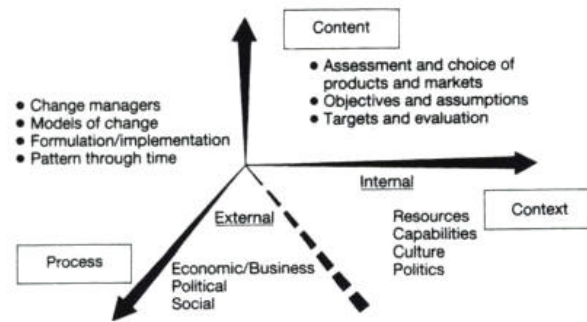 Content
● Assessment and choice of
products and markets
● Objectives and assumptions
● Targets and evaluation
● Change managers
● Models of change
● Formulation/implementation
● Pattern through time
Internal
Resources
Capabilities
Culture
Politics
Context
External
Economic/Business
Political
Social
Process